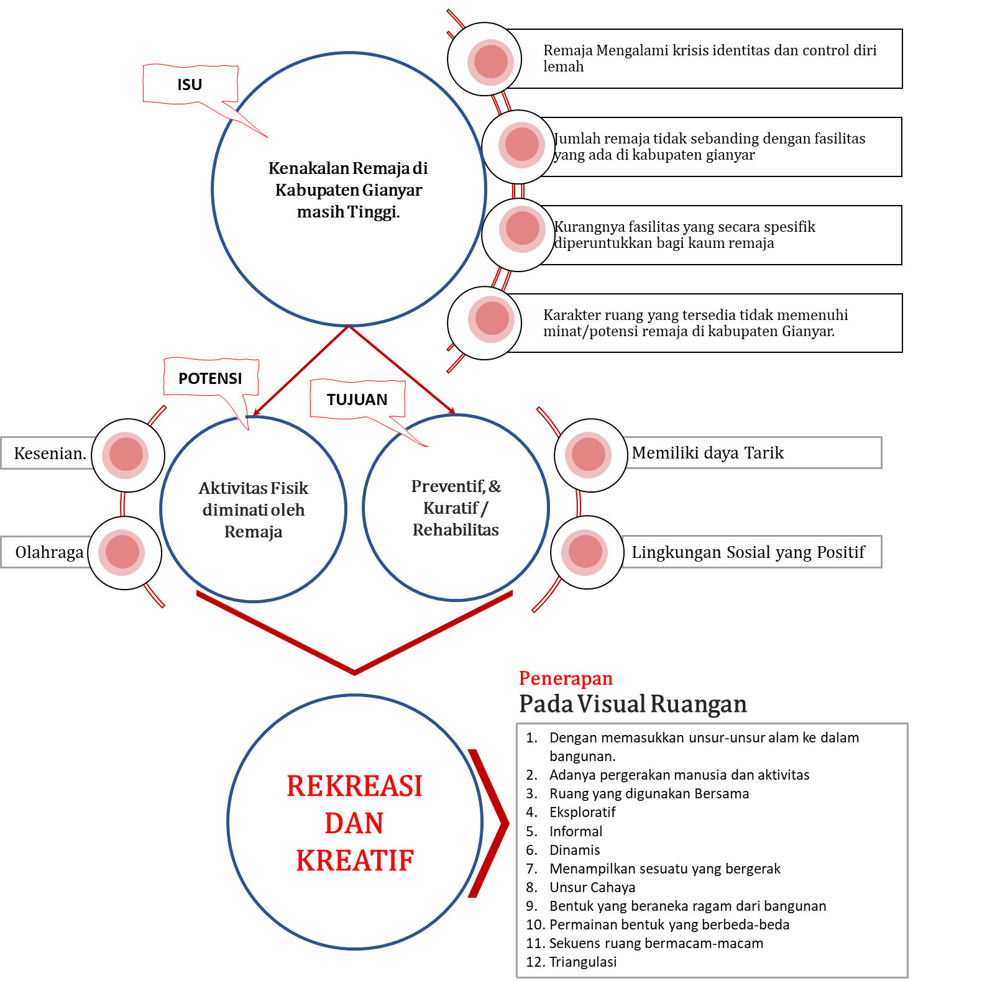 ISU
Kenakalan Remaja di
Kabupaten Gianyar
masih Tinggi.
Remaja Mengalami krisis identitas dan control diri
lemah
Jumlah remaja tidak sebanding dengan fasilitas
yang ada di kabupaten gianyar
Kurangnya fasilitas yang secara spesifik
diperuntukkan bagi kaum remaja
Karakter ruang yang tersedia tidak memenuhi
minat/potensi remaja di kabupaten Gianyar.
POTENSI
TUJUAN
Kesenian.
Olahraga
Aktivitas Fisik
diminati oleh
Remaja
Preventif, &
Kuratif /
Rehabilitas
Memiliki daya Tarik
Lingkungan Sosial yang Positif
REKREASI
DAN
KREATIF
Penerapan
Pada Visual Ruangan
1. Dengan memasukkan unsur-unsur alam ke dalam
bangunan.
2. Adanya pergerakan manusia dan aktivitas
3. Ruang yang digunakan Bersama
4. Eksploratif
5. Informal
6. Dinamis
7. Menampilkan sesuatu yang bergerak
8. Unsur Cahaya
9. Bentuk yang beraneka ragam dari bangunan
10. Permainan bentuk yang berbeda-beda
11. Sekuens ruang bermacam-macam
12. Triangulasi